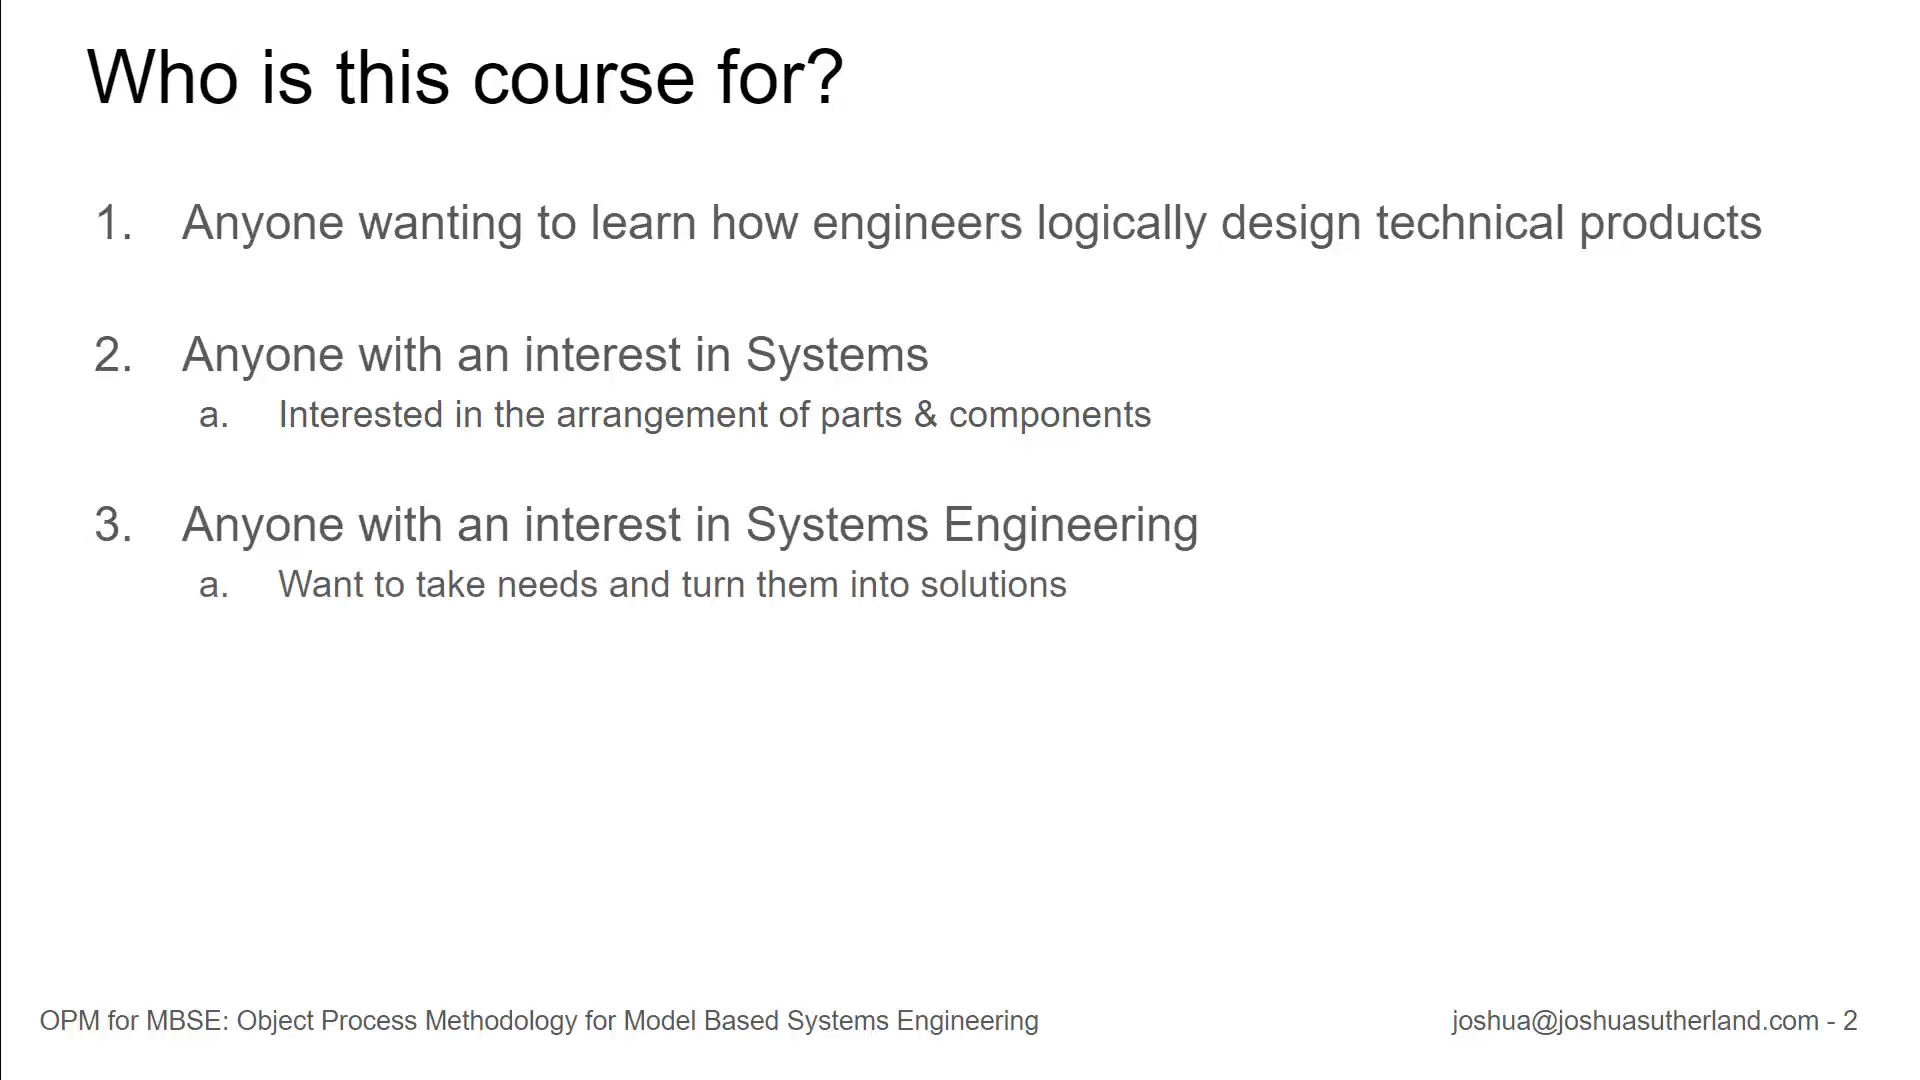 Who is this course for?
1. Anyone wanting to learn how engineers logically design technical products
2. Anyone with an interest in Systems
a. Interested in the arrangement of parts & components
3. Anyone with an interest in Systems Engineering
a. Want to take needs and turn them into solutions
OPM for MBSE: Object Process Methodology for Model Based Systems Engineering
joshua@joshuasutherland.com - 2